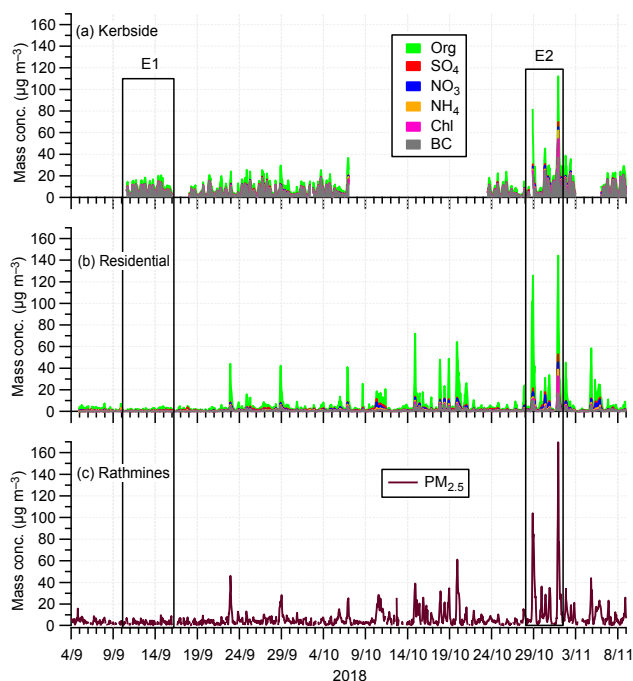 (a) Kerbside
E1
E2
Org
SO4
NO3
NH4
Chl
BC
Mass conc. (µg m−3)
160
140
120
100
80
60
40
20
0
(b) Residential
Mass conc. (µg m−3)
160
140
120
100
80
60
40
20
0
(c) Rathmines
PM2.5
Mass conc. (µg m−3)
160
140
120
100
80
60
40
20
0
4/9 9/9 14/9 19/9 24/9 29/9 4/10 9/10 14/10 19/10 24/10 29/10 3/11 8/11
2018